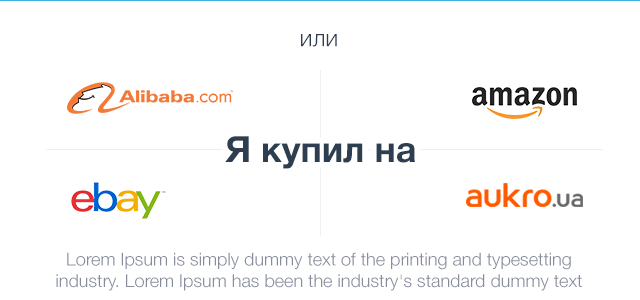 или
Alibaba.com
amazon
Я купил на
ebay™
aukro.ua
Lorem Ipsum is simply dummy text of the printing and typesetting
industry. Lorem Ipsum has been the industry's standard dummy text